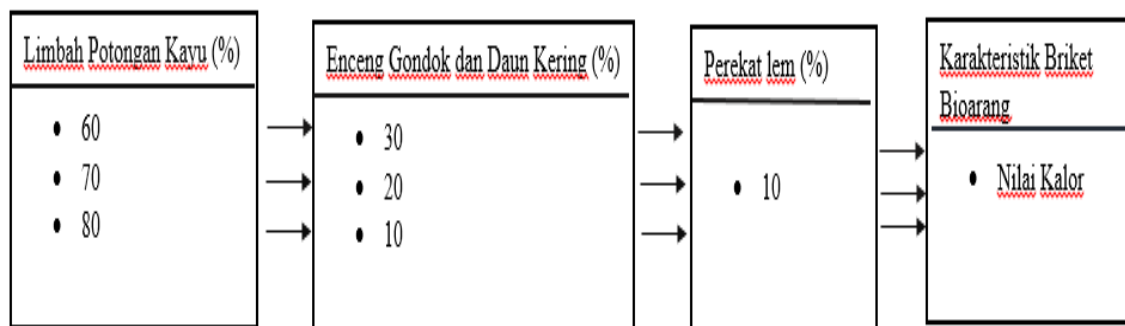 Limbah Potongan Kayu (%)
• 60
• 70
• 80
Enceng Gondok dan Daun Kering (%)
• 30
• 20
• 10
Perekat lem (%)
• 10
Karakteristik Briket
Bioarang
• Nilai Kalor